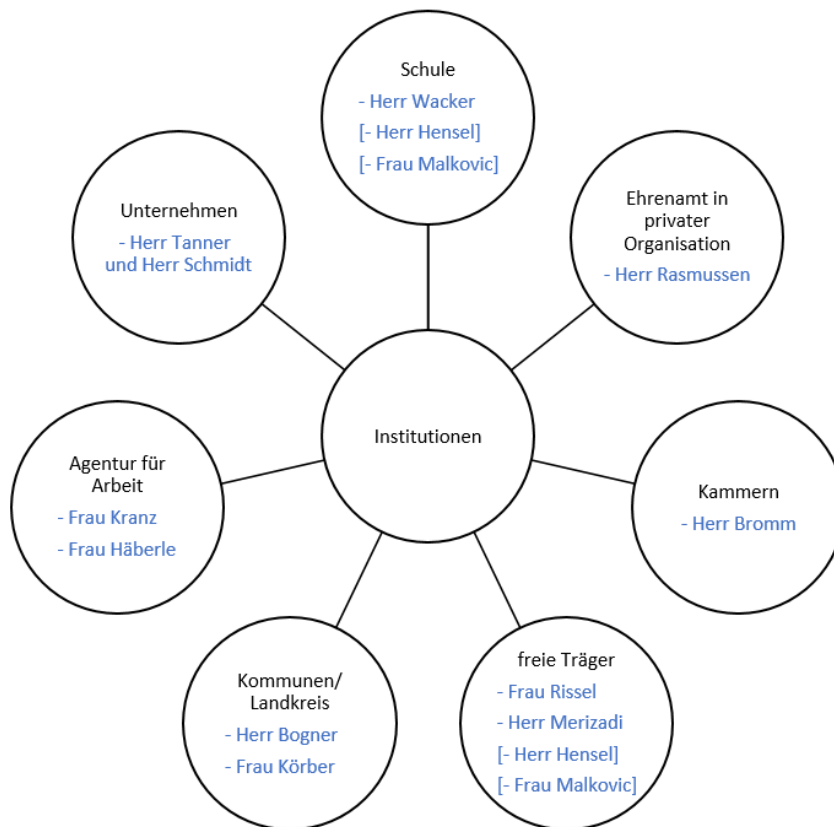 Schule
- Herr Wacker
[- Herr Hensel]
[- Frau Malkovic]
Unternehmen
- Herr Tanner
und Herr Schmidt
Ehrenamt in
privater
Organisation
- Herr Rasmussen
Institutionen
Agentur für
Arbeit
- Frau Kranz
- Frau Häberle
Kammern
- Herr Bromm
Kommunen/
Landkreis
- Herr Bogner
- Frau Körber
freie Träger
- Frau Rissel
- Herr Merizadi
[- Herr Hensel]
[- Frau Malkovic]